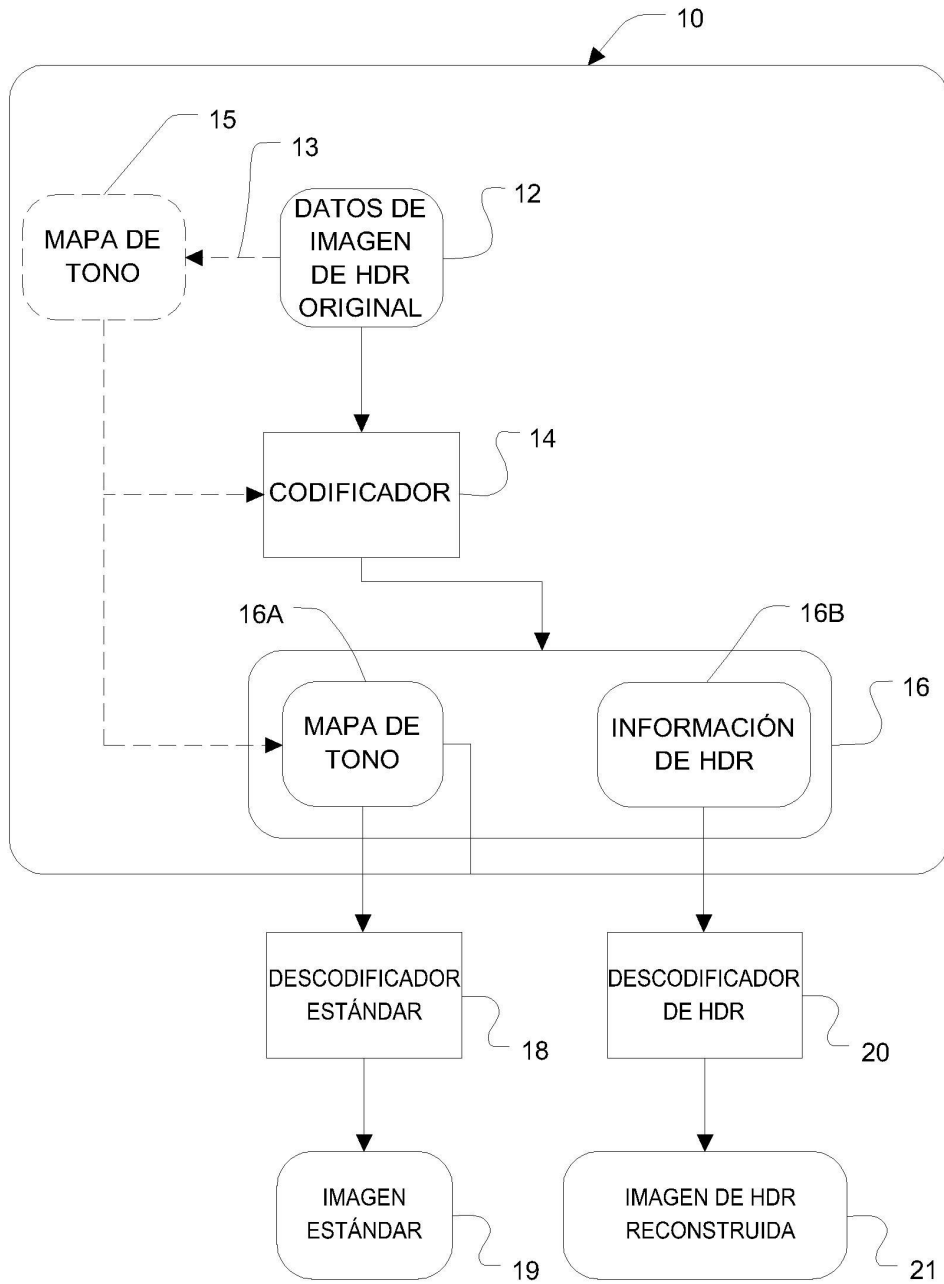 10
15
13
12
MAPA DE
TONO
DATOS DE
IMAGEN
DE HDR
ORIGINAL
14
CODIFICADOR
16A
16B
16
MAPA DE
TONO
INFORMACIÓN
DE HDR
DESCODIFICADOR
ESTÁNDAR
DESCODIFICADOR
DE HDR
18
20
IMAGEN
ESTÁNDAR
IMAGEN DE HDR
RECONSTRUIDA
19
21